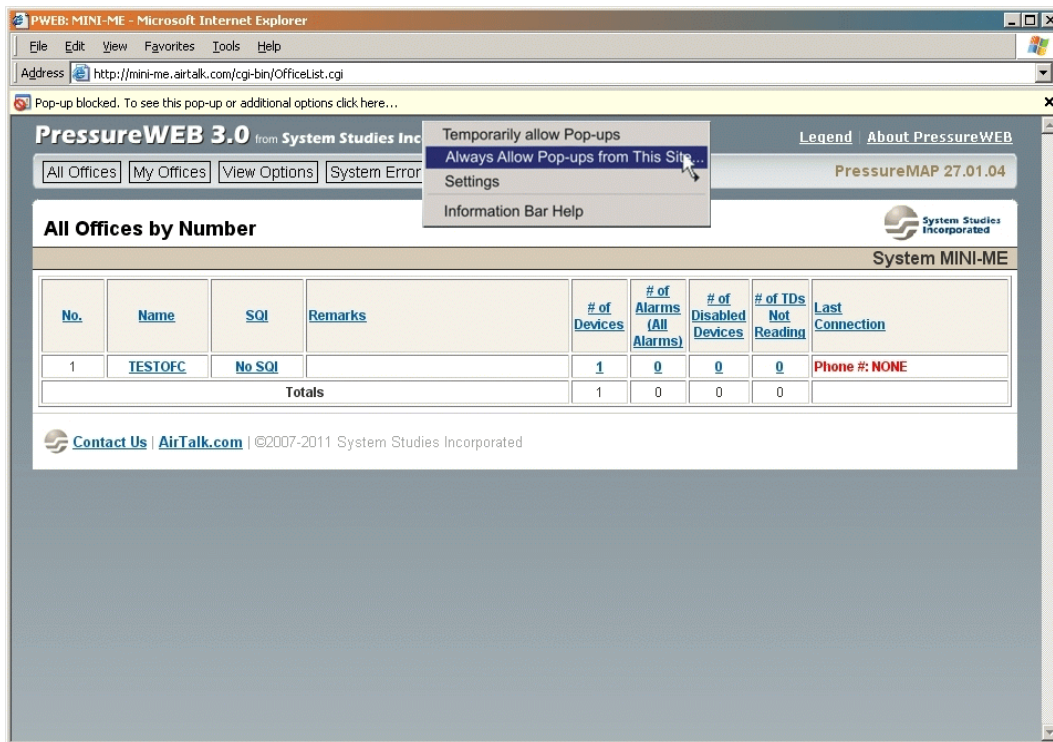 PWEB: MINI-ME - Microsoft Internet Explorer
File Edit View Favorites Tools Help
Address http://mini-me.airtalk.com/cgi-bin/OfficeList.cgi
Pop-up blocked. To see this pop-up or additional options click here...
PressureWEB 3.0 from System Studies Inc
Legend | About PressureWEB
All Offices My Offices View Options System Error
PressureMAP 27.01.04
Temporarily allow Pop-ups
Always Allow Pop-ups from This Site...
Settings
Information Bar Help
All Offices by Number
System Studies
Incorporated
System MINI-ME
No. Name SQI Remarks # of Devices # of Alarms (All Alarms) # of Disabled Devices # of TDs Not Reading Last Connection
1 TESTOFC No SQI 1 0 0 0 Phone #: NONE
Totals 1 0 0 0
Contact Us | AirTalk.com | ©2007-2011 System Studies Incorporated